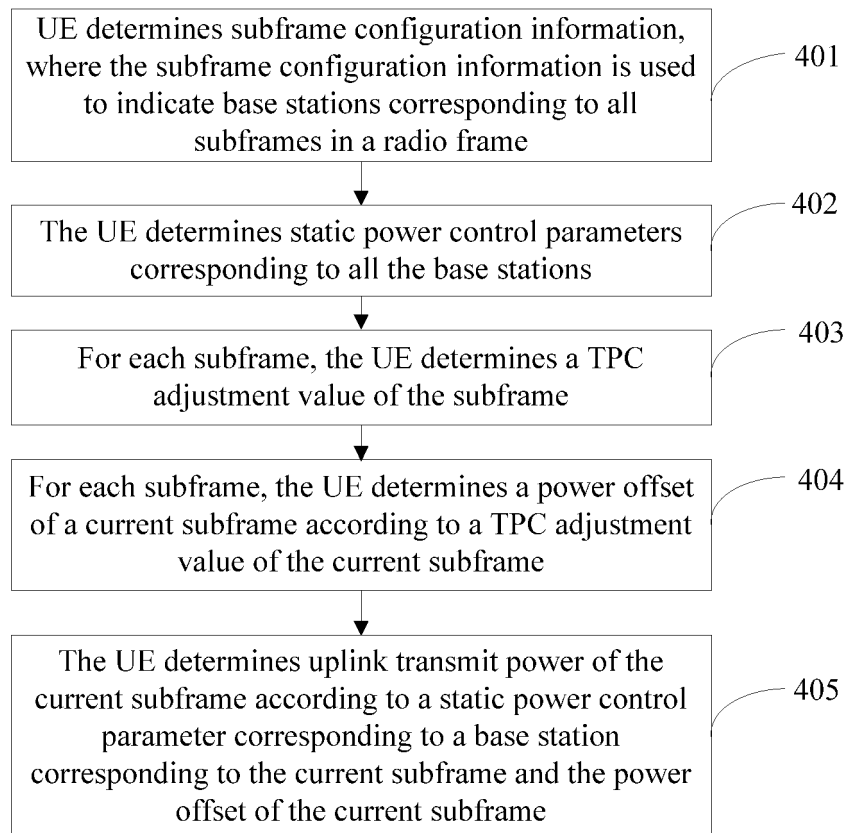 UE determines subframe configuration information,
where the subframe configuration information is used
to indicate base stations corresponding to all
subframes in a radio frame
401
The UE determines static power control parameters
corresponding to all the base stations
402
For each subframe, the UE determines a TPC
adjustment value of the subframe
403
For each subframe, the UE determines a power offset
of a current subframe according to a TPC adjustment
value of the current subframe
404
The UE determines uplink transmit power of the
current subframe according to a static power control
parameter corresponding to a base station
corresponding to the current subframe and the power
offset of the current subframe
405